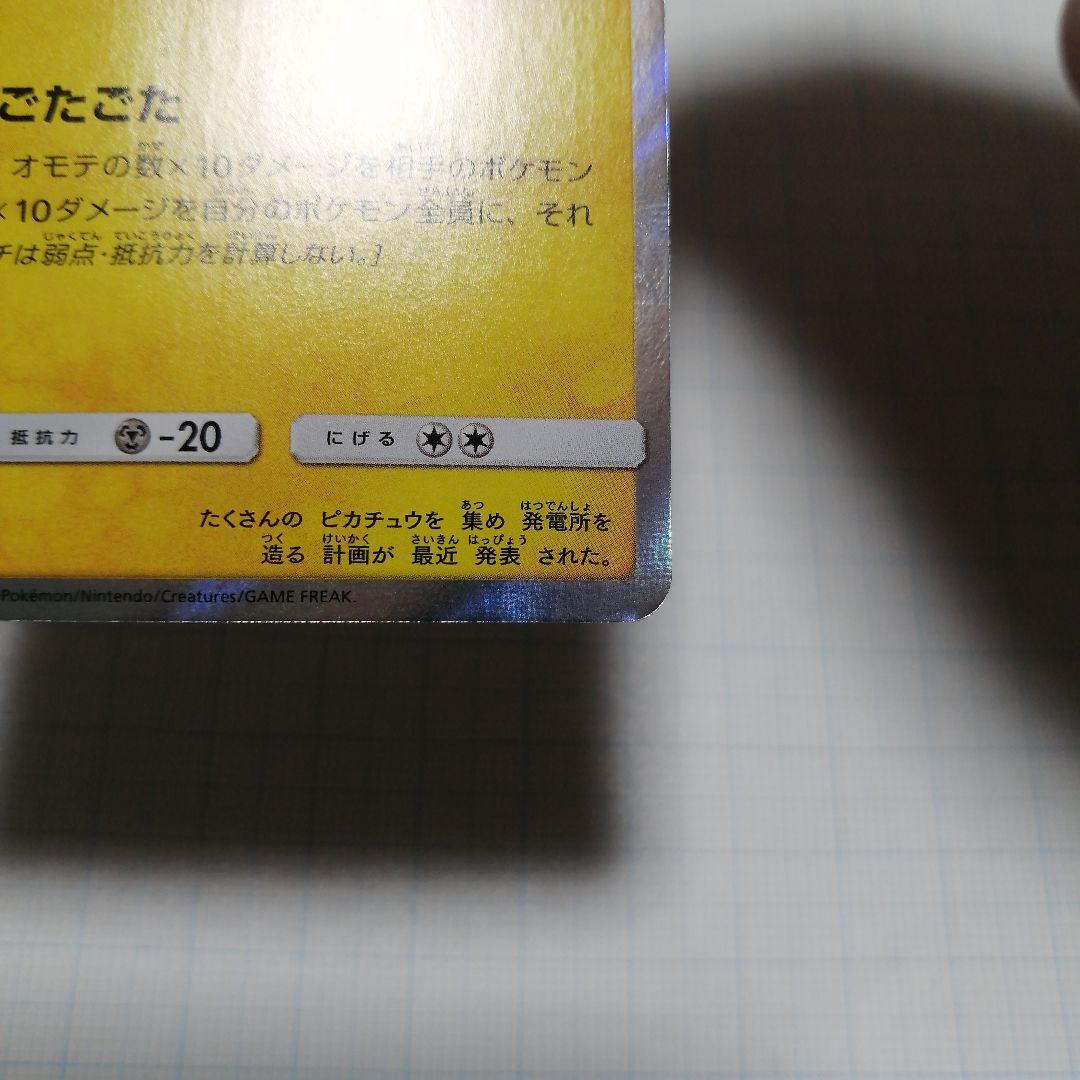 ごたごた
オモテの数×10ダメージを相手のポケモン
×10ダメージを自分のポケモン全員に、それ
チは弱点・抵抗力を計算しない。]
抵抗力 -20 にげる
たくさんの ピカチュウを 集め 発電所を
造る 計画が 最近 発表 された。
Pokémon/Nintendo/Creatures/GAME FREAK.